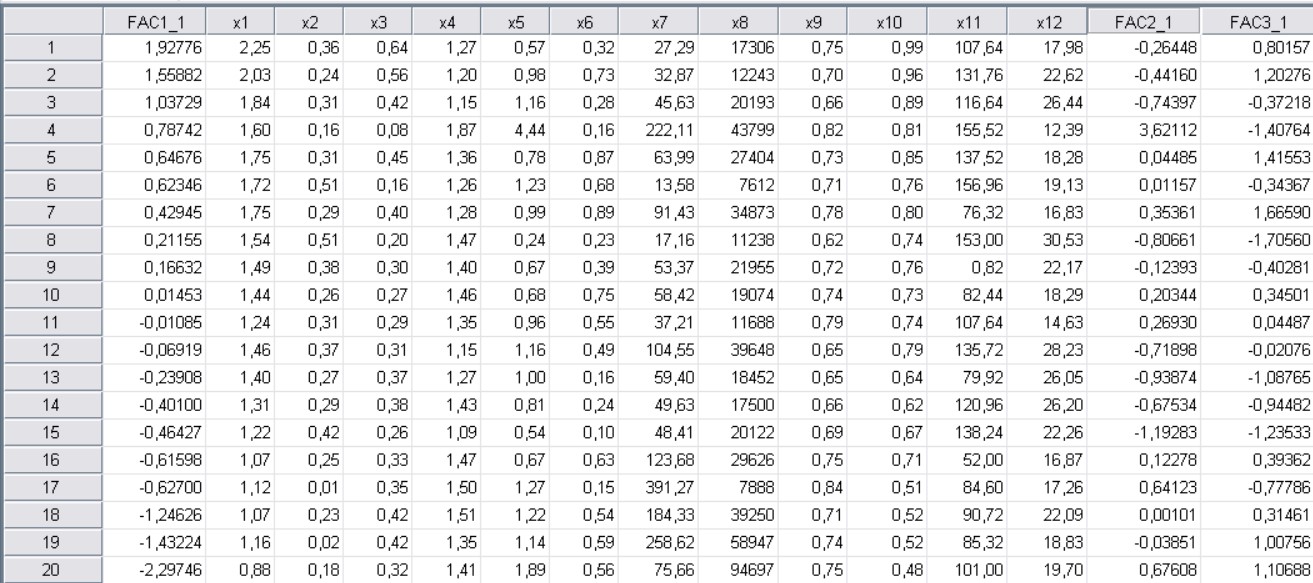 FAC1_1 x1 x2 x3 x4 x5 x6 x7 x8 x9 x10 x11 x12 FAC2_1 FAC3_1
1 1,92776 2,25 0,36 0,64 1,27 0,57 0,32 27,29 17306 0,75 0,99 107,64 17,98 -0,26448 0,80157
2 1,55882 2,03 0,24 0,56 1,20 0,98 0,73 32,87 12243 0,70 0,96 131,76 22,62 -0,44160 1,20276
3 1,03729 1,84 0,31 0,42 1,15 1,16 0,28 45,63 20193 0,66 0,89 116,64 26,44 -0,74397 -0,37218
4 0,78742 1,60 0,16 0,08 1,87 4,44 0,16 222,11 43799 0,82 0,81 155,52 12,39 3,62112 -1,40764
5 0,64676 1,75 0,31 0,45 1,36 0,78 0,87 63,99 27404 0,73 0,85 137,52 18,28 0,04485 1,41553
6 0,62346 1,72 0,51 0,16 1,26 1,23 0,68 13,58 7612 0,71 0,76 156,96 19,13 0,01157 -0,34367
7 0,42945 1,75 0,29 0,40 1,28 0,99 0,89 91,43 34873 0,78 0,80 76,32 16,83 0,35361 1,66590
8 0,21155 1,54 0,51 0,20 1,47 0,24 0,23 17,16 11238 0,62 0,74 153,00 30,53 -0,80661 -1,70560
9 0,16632 1,49 0,38 0,30 1,40 0,67 0,39 53,37 21955 0,72 0,76 0,82 22,17 -0,12393 -0,40281
10 0,01453 1,44 0,26 0,27 1,46 0,68 0,75 58,42 19074 0,74 0,73 82,44 18,29 0,20344 0,34501
11 -0,01085 1,24 0,31 0,29 1,35 0,96 0,55 37,21 11688 0,79 0,74 107,64 14,63 0,26930 0,04487
12 -0,06919 1,46 0,37 0,31 1,15 1,16 0,49 104,55 39648 0,65 0,79 135,72 28,23 -0,71898 -0,02076
13 -0,23908 1,40 0,27 0,37 1,27 1,00 0,16 59,40 18452 0,65 0,64 79,92 26,05 -0,93874 -1,08765
14 -0,40100 1,31 0,29 0,38 1,43 0,81 0,24 49,63 17500 0,66 0,62 120,96 26,20 -0,67534 -0,94482
15 -0,46427 1,22 0,42 0,26 1,09 0,54 0,10 48,41 20122 0,69 0,67 138,24 22,26 -1,19283 -1,23533
16 -0,61598 1,07 0,25 0,33 1,47 0,67 0,63 123,68 29626 0,75 0,71 52,00 16,87 0,12278 0,39362
17 -0,62700 1,12 0,01 0,35 1,50 1,27 0,15 391,27 7888 0,84 0,51 84,60 17,26 0,64123 -0,77786
18 -1,24626 1,07 0,23 0,42 1,51 1,22 0,54 184,33 39250 0,71 0,52 90,72 22,09 0,00101 0,31461
19 -1,43224 1,16 0,02 0,42 1,35 1,14 0,59 258,62 58947 0,74 0,52 85,32 18,83 -0,03851 1,00756
20 -2,29746 0,88 0,18 0,32 1,41 1,89 0,56 75,66 94697 0,75 0,48 101,00 19,70 0,67608 1,10688